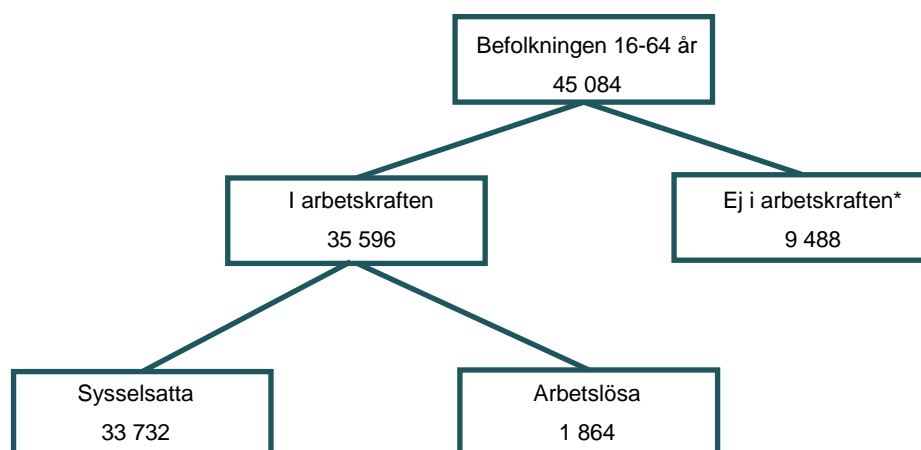 Befolkningen 16-64 år
45 084
I arbetskraften
35 596
Ej i arbetskraften*
9 488
Sysselsatta
33 732
Arbetslösa
1 864